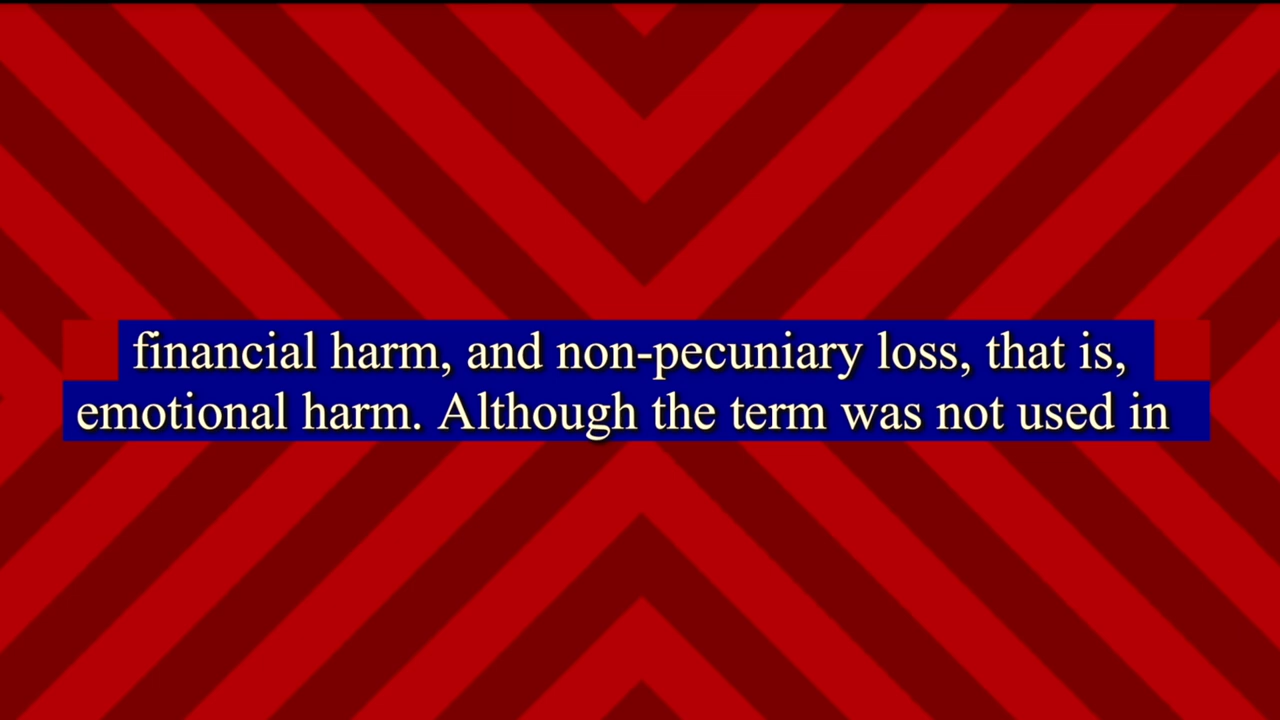 financial harm, and non-pecuniary loss, that is,
emotional harm. Although the term was not used in